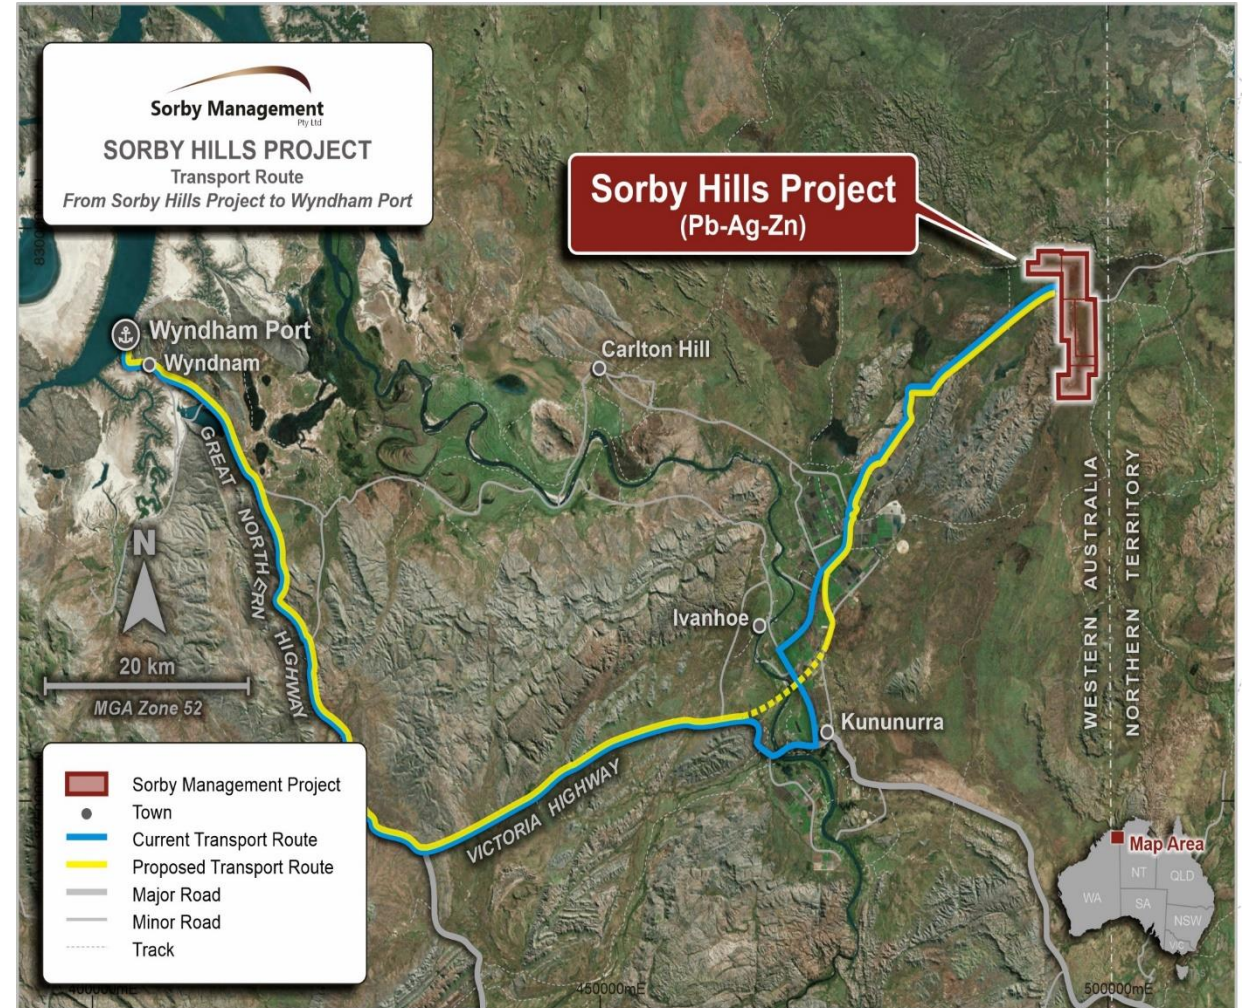 Sorby Management
Pty Ltd
SORBY HILLS PROJECT
Transport Route
From Sorby Hills Project to Wyndham Port
Sorby Hills Project
(Pb-Ag-Zn)
Wyndham Port
Wyndnam
Carlton Hill
GREAT NORTHERN HIGHWAY
N
20 km
MGA Zone 52
Ivanhoe
Kununurra
VICTORIA HIGHWAY
WESTERN AUSTRALIA
NORTHERN TERRITORY
Sorby Management Project
Town
Current Transport Route
Proposed Transport Route
Major Road
Minor Road
Track
Map Area
WA
NT
QLD
SA
NSW
VIC
450000mE
500000mE